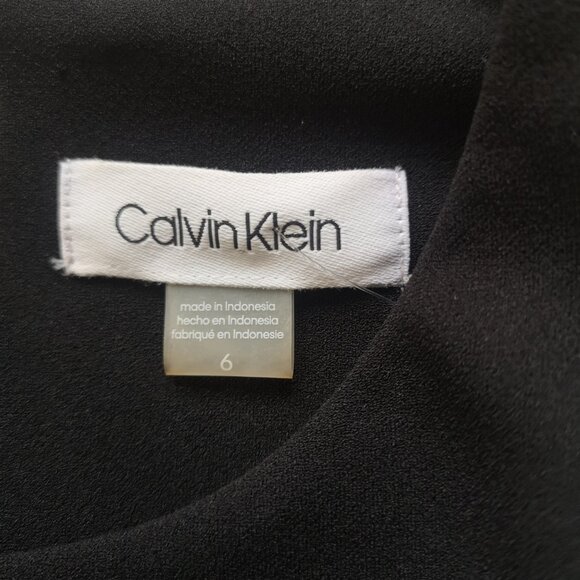 Calvin Klein
made in Indonesia
hecho en Indonesia
fabriqué en Indonesie
6